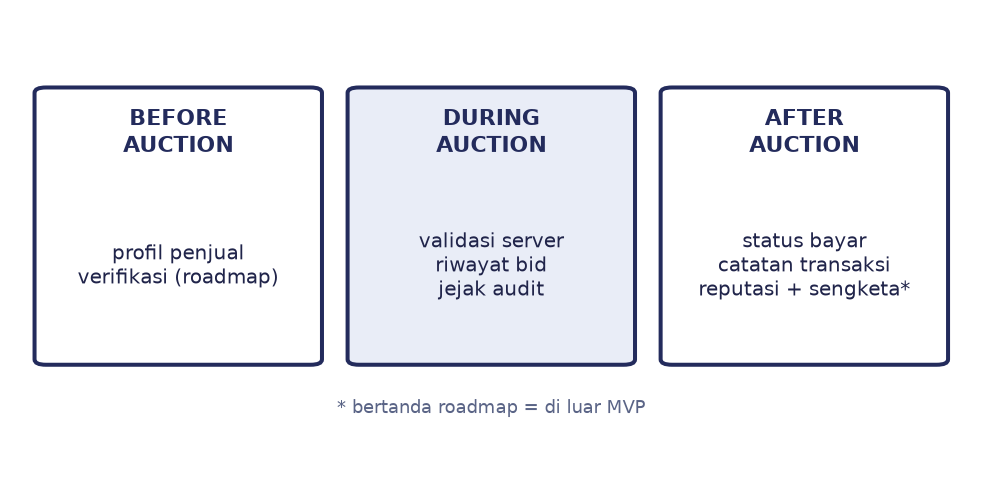 BEFORE
AUCTION
profil penjual
verifikasi (roadmap)
DURING
AUCTION
validasi server
riwayat bid
jejak audit
AFTER
AUCTION
status bayar
catatan transaksi
reputasi + sengketa*
* bertanda roadmap = di luar MVP